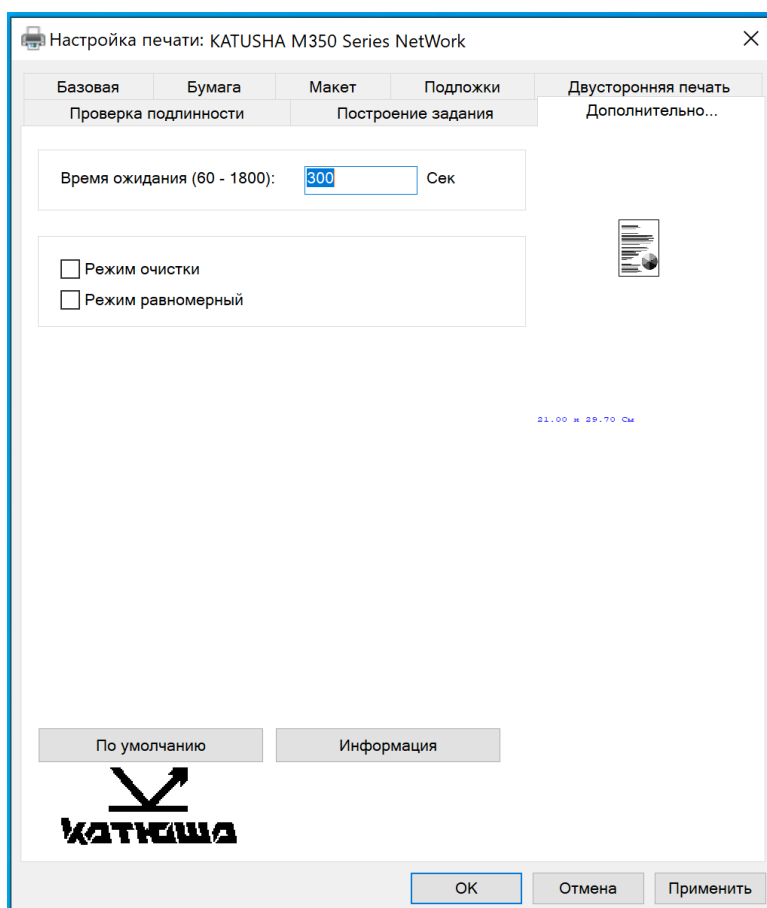 Настройка печати: KATUSHA M350 Series NetWork
Базовая Бумага Макет Подложки Двусторонняя печать
Проверка подлинности Построение задания Дополнительно...
Время ожидания (60 - 1800): 300 Сек
Режим очистки
Режим равномерный
21.00 x 29.70 См
По умолчанию Информация
катюша
OK Отмена Применить